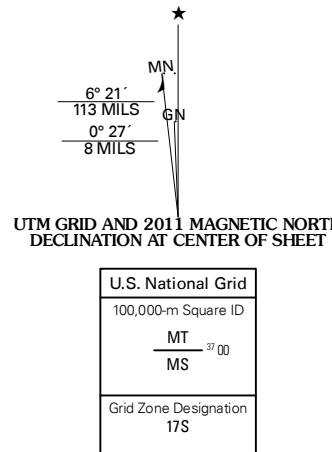 ★
MN.
GN
6° 21´
113 MILS
0° 27´
8 MILS
UTM GRID AND 2011 MAGNETIC NORTH
DECLINATION AT CENTER OF SHEET
U.S. National Grid
100,000-m Square ID
MT
37 00
MS
Grid Zone Designation
17S